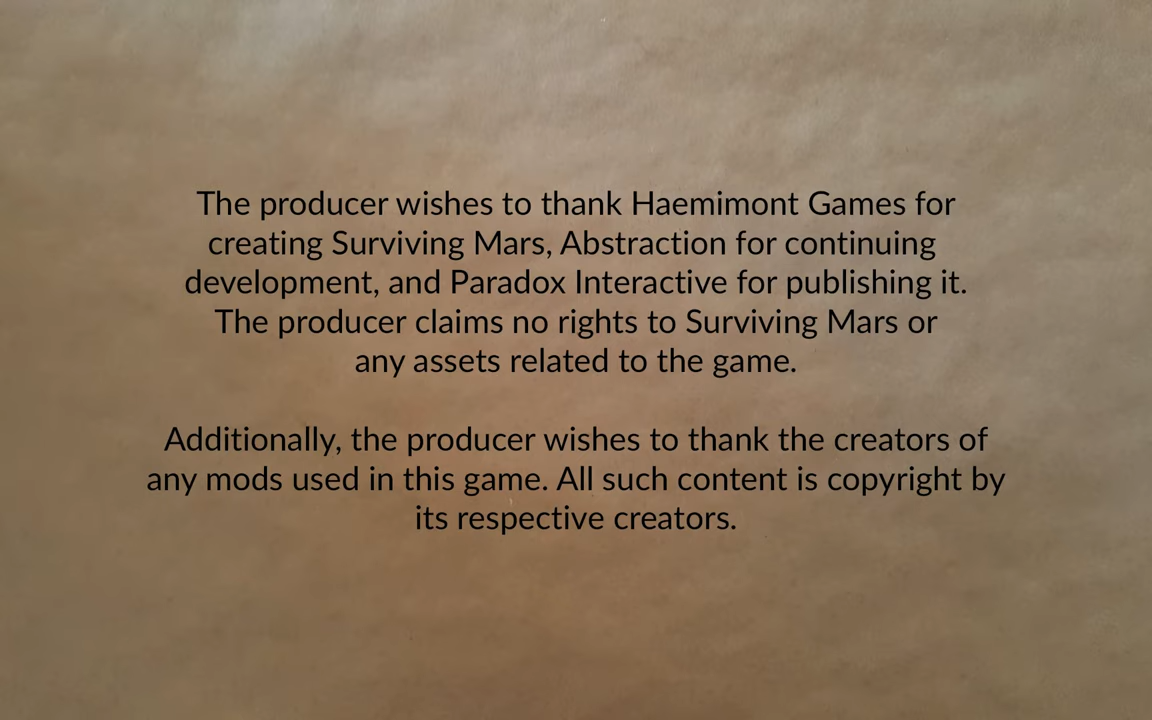 The producer wishes to thank Haemimont Games for
creating Surviving Mars, Abstraction for continuing
development, and Paradox Interactive for publishing it.
The producer claims no rights to Surviving Mars or
any assets related to the game.
Additionally, the producer wishes to thank the creators of
any mods used in this game. All such content is copyright by
its respective creators.